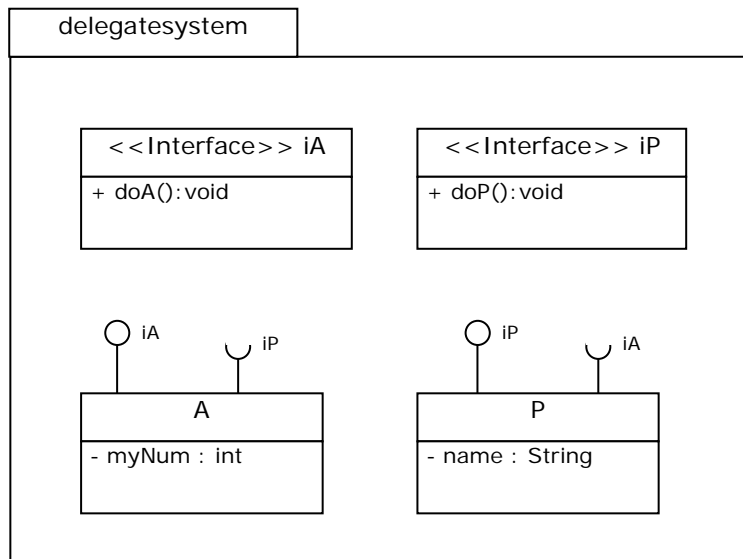 delegatesystem
<<Interface>> iA
+ doA():void
<<Interface>> iP
+ doP():void
iA
iP
iP
iA
A
- myNum : int
P
- name : String